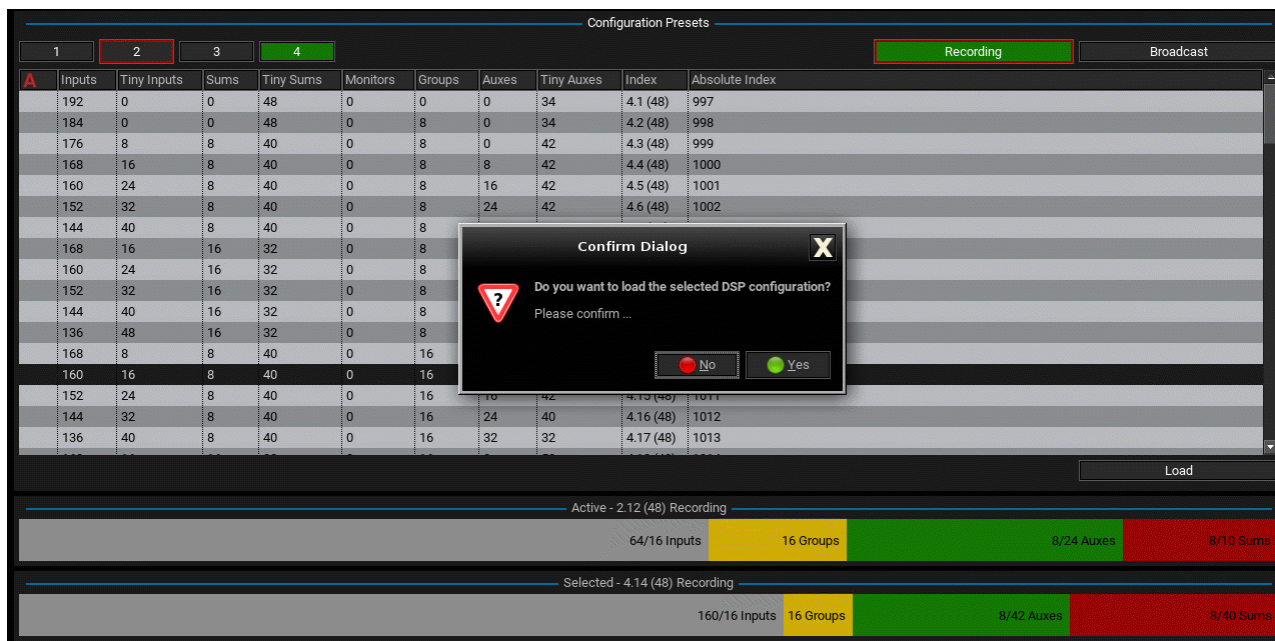 Configuration Presets
1 2 3 4 Recording Broadcast
A Inputs Tiny Inputs Sums Tiny Sums Monitors Groups Auxes Tiny Auxes Index Absolute Index
192 0 0 48 0 0 0 34 4.1 (48) 997
184 0 0 48 0 8 0 34 4.2 (48) 998
176 8 8 40 0 8 0 42 4.3 (48) 999
168 16 8 40 0 8 8 42 4.4 (48) 1000
160 24 8 40 0 8 16 42 4.5 (48) 1001
152 32 8 40 0 8 24 42 4.6 (48) 1002
144 40 8 40 0 8
168 16 16 32 0 8
160 24 16 32 0 8
152 32 16 32 0 8
144 40 16 32 0 8
136 48 16 32 0 8
168 8 8 40 0 16
160 16 8 40 0 16
152 24 8 40 0 16 16 42 4.15 (48) 1011
144 32 8 40 0 16 24 40 4.16 (48) 1012
136 40 8 40 0 16 32 32 4.17 (48) 1013
Confirm Dialog X
Do you want to load the selected DSP configuration?
Please confirm ...
No Yes
Load
Active - 2.12 (48) Recording
64/16 Inputs 16 Groups 8/24 Auxes 8/10 Sums
Selected - 4.14 (48) Recording
160/16 Inputs 16 Groups 8/42 Auxes 8/40 Sums